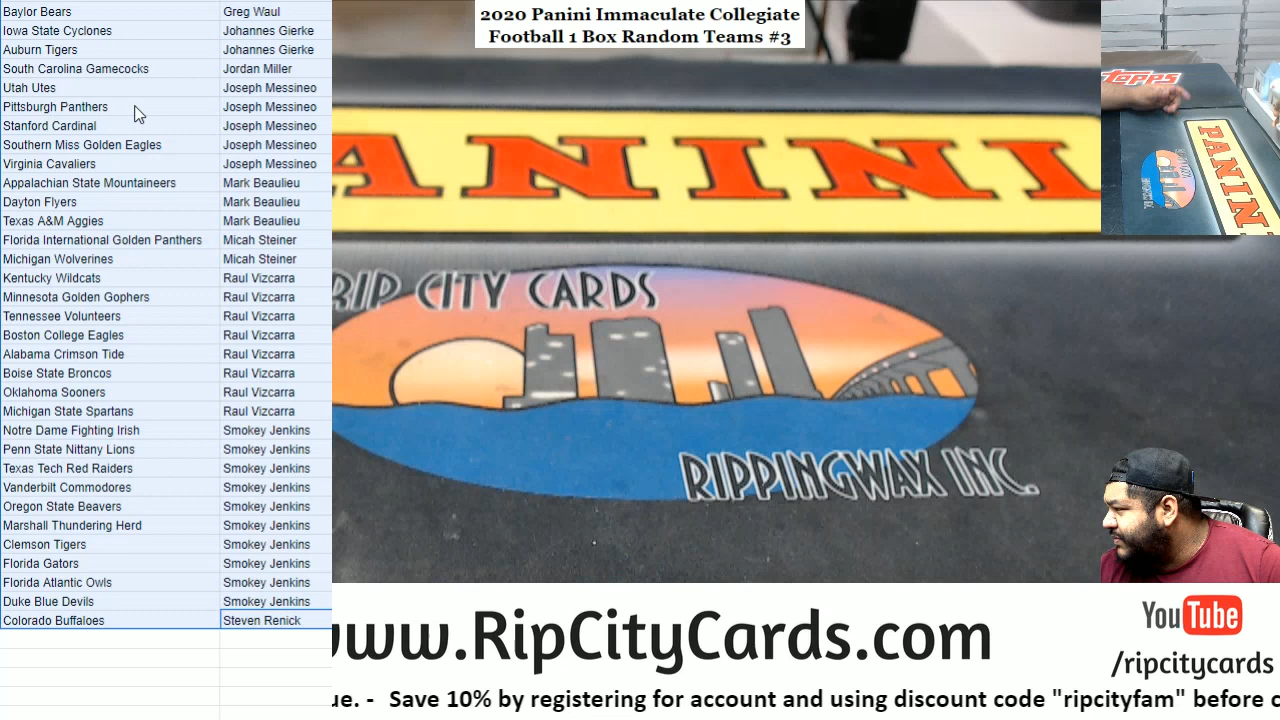 Baylor Bears Greg Waul
Iowa State Cyclones Johannes Gierke
Auburn Tigers Johannes Gierke
South Carolina Gamecocks Jordan Miller
Utah Utes Joseph Messineo
Pittsburgh Panthers Joseph Messineo
Stanford Cardinal Joseph Messineo
Southern Miss Golden Eagles Joseph Messineo
Virginia Cavaliers Joseph Messineo
Appalachian State Mountaineers Mark Beaulieu
Dayton Flyers Mark Beaulieu
Texas A&M Aggies Mark Beaulieu
Florida International Golden Panthers Micah Steiner
Michigan Wolverines Micah Steiner
Kentucky Wildcats Raul Vizcarra
Minnesota Golden Gophers Raul Vizcarra
Tennessee Volunteers Raul Vizcarra
Boston College Eagles Raul Vizcarra
Alabama Crimson Tide Raul Vizcarra
Boise State Broncos Raul Vizcarra
Oklahoma Sooners Raul Vizcarra
Michigan State Spartans Raul Vizcarra
Notre Dame Fighting Irish Smokey Jenkins
Penn State Nittany Lions Smokey Jenkins
Texas Tech Red Raiders Smokey Jenkins
Vanderbilt Commodores Smokey Jenkins
Oregon State Beavers Smokey Jenkins
Marshall Thundering Herd Smokey Jenkins
Clemson Tigers Smokey Jenkins
Florida Gators Smokey Jenkins
Florida Atlantic Owls Smokey Jenkins
Duke Blue Devils Smokey Jenkins
Colorado Buffaloes Steven Renick
2020 Panini Immaculate Collegiate
Football 1 Box Random Teams #3
ANINI
RIP CITY CARDS
RIPPINGWAX INC.
topps
PANINI
www.RipCityCards.com
YouTube
/ripcitycards
ue. - Save 10% by registering for account and using discount code "ripcityfam" before c